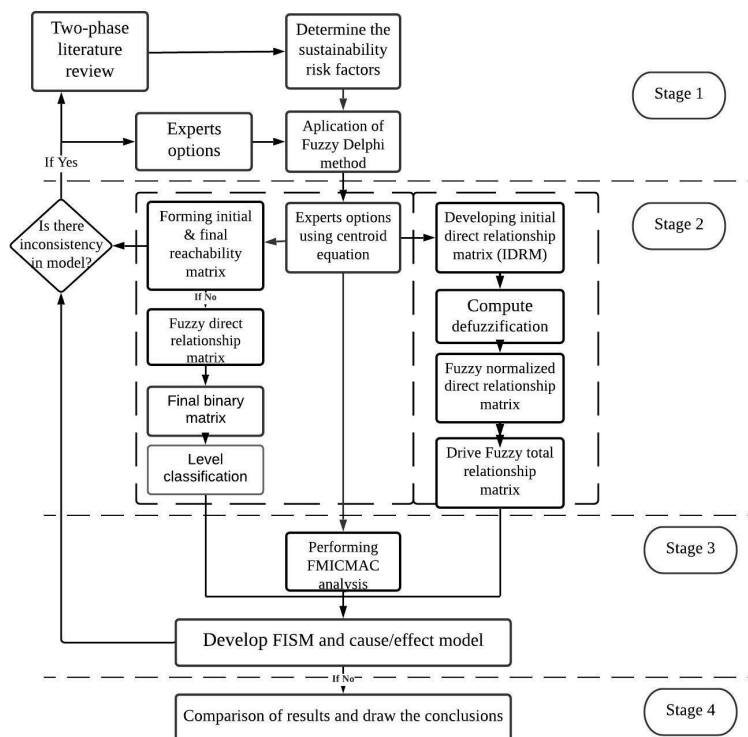 Two-phase
literature
review
Determine the
sustainability
risk factors
Stage 1
Experts
options
Aplication of
Fuzzy Delphi
method
If Yes
Is there
inconsistency
in model?
Forming initial
& final
reachability
matrix
Experts options
using centroid
equation
Developing initial
direct relationship
matrix (IDRM)
Stage 2
If No
Fuzzy direct
relationship
matrix
Compute
defuzzification
Final binary
matrix
Fuzzy normalized
direct relationship
matrix
Level
classification
Drive Fuzzy total
relationship
matrix
Performing
FMICMAC
analysis
Stage 3
Develop FISM and cause/effect model
If No
Comparison of results and draw the conclusions
Stage 4